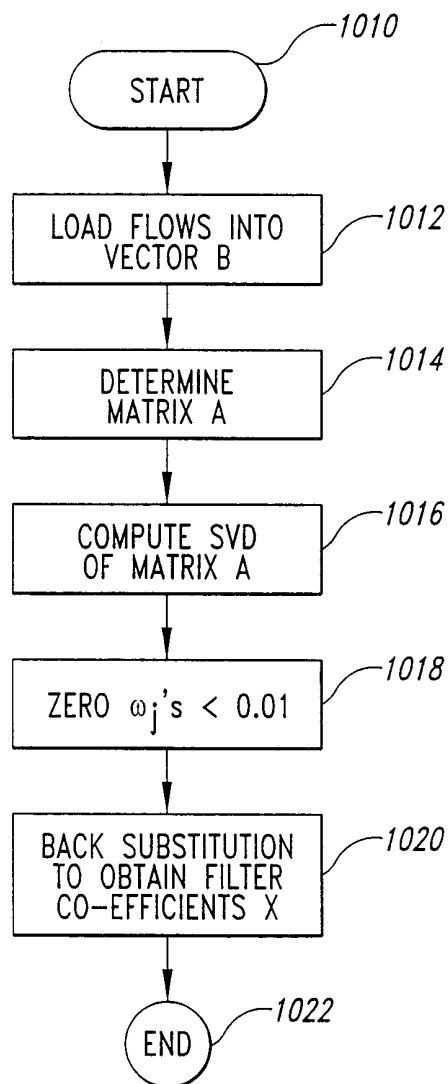 1010
START
LOAD FLOWS INTO
VECTOR B
1012
DETERMINE
MATRIX A
1014
COMPUTE SVD
OF MATRIX A
1016
ZERO ωj's < 0.01
1018
BACK SUBSTITUTION
TO OBTAIN FILTER
CO-EFFICIENTS X
1020
END
1022